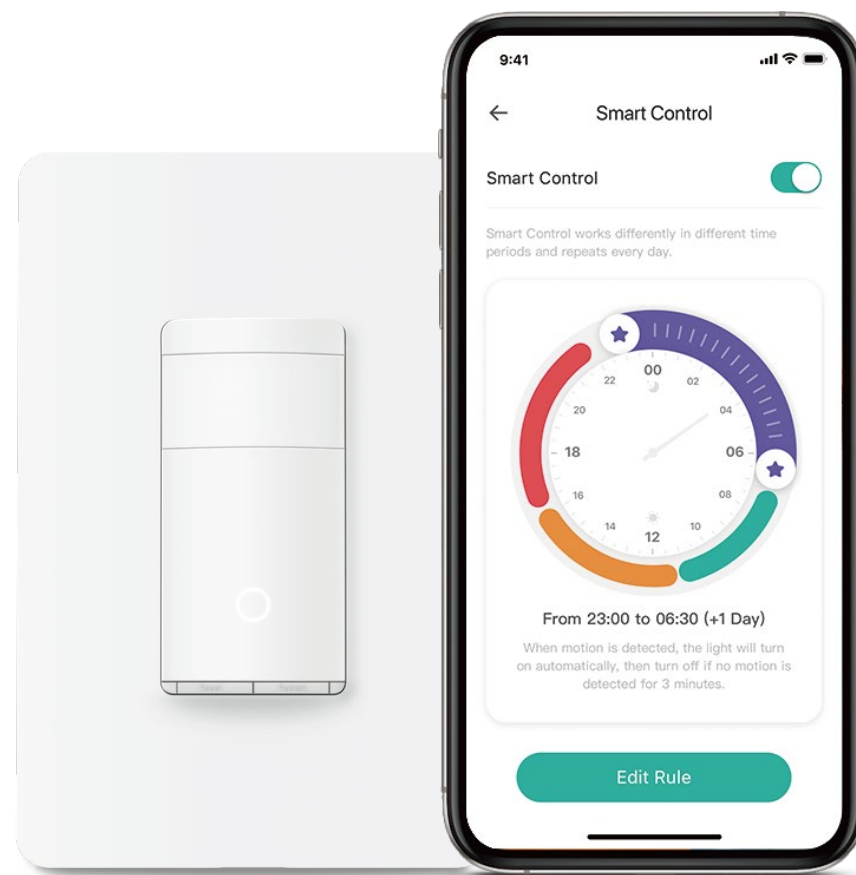 9:41
Smart Control
Smart Control
Smart Control works differently in different time
periods and repeats every day.
00
22
02
20
04
18
06
16
08
14
10
12
From 23:00 to 06:30 (+1 Day)
When motion is detected, the light will turn
on automatically, then turn off if no motion is
detected for 3 minutes.
Edit Rule